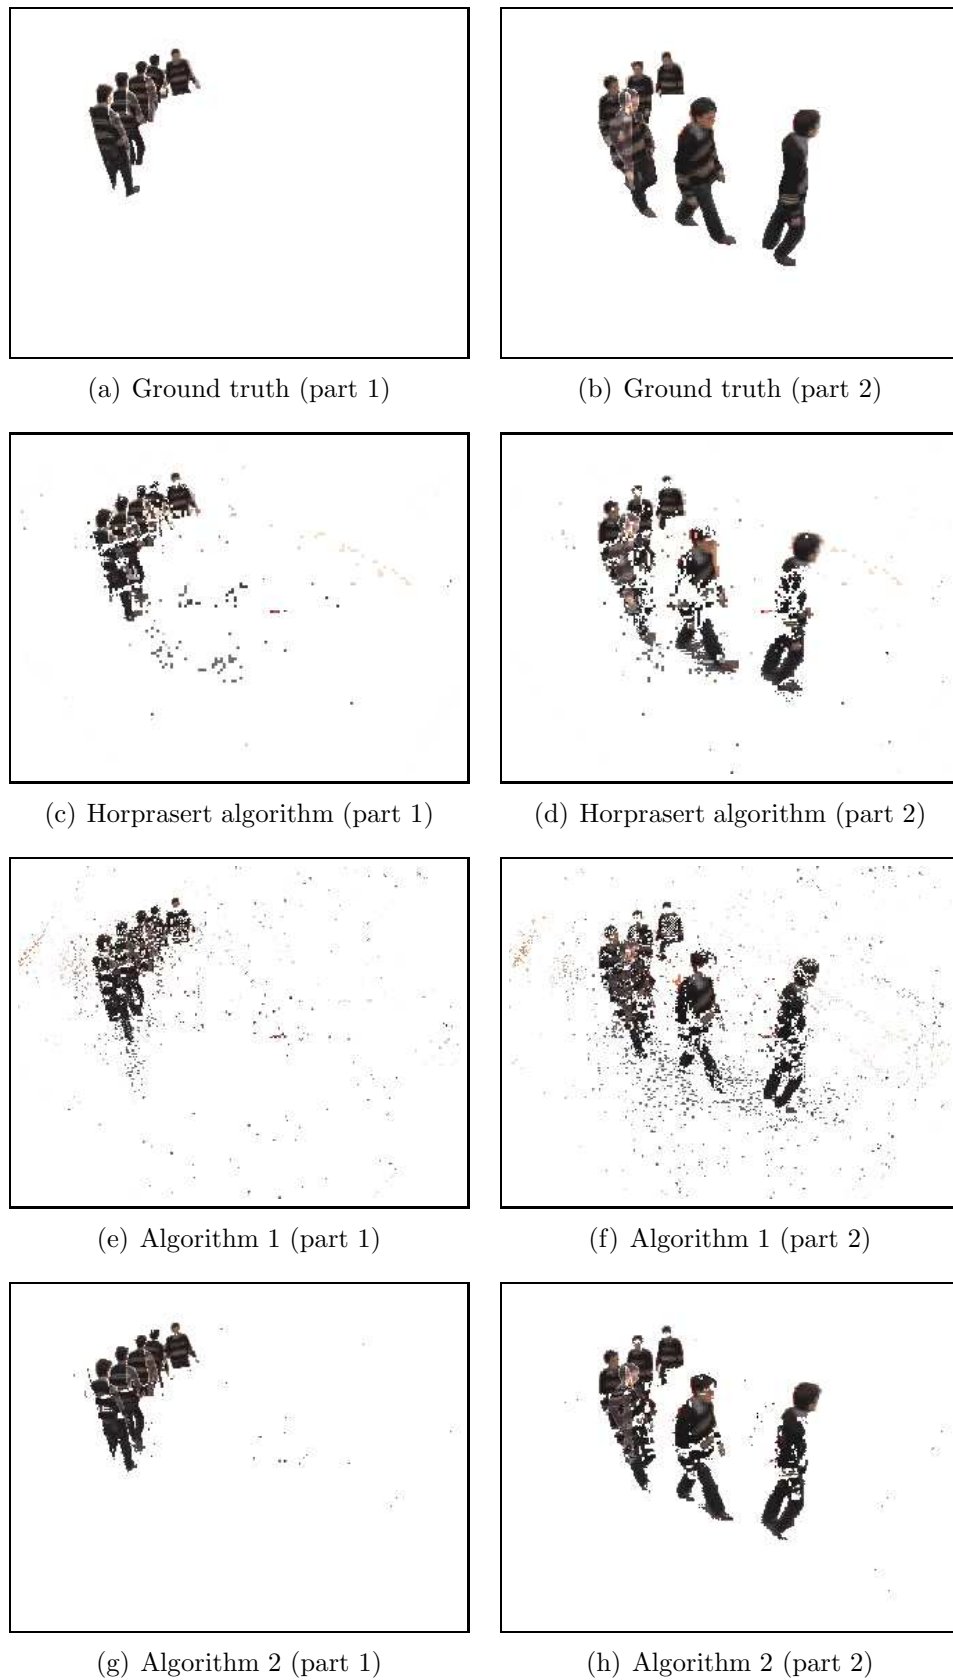 (a) Ground truth (part 1)
(b) Ground truth (part 2)
(c) Horprasert algorithm (part 1)
(d) Horprasert algorithm (part 2)
(e) Algorithm 1 (part 1)
(f) Algorithm 1 (part 2)
(g) Algorithm 2 (part 1)
(h) Algorithm 2 (part 2)